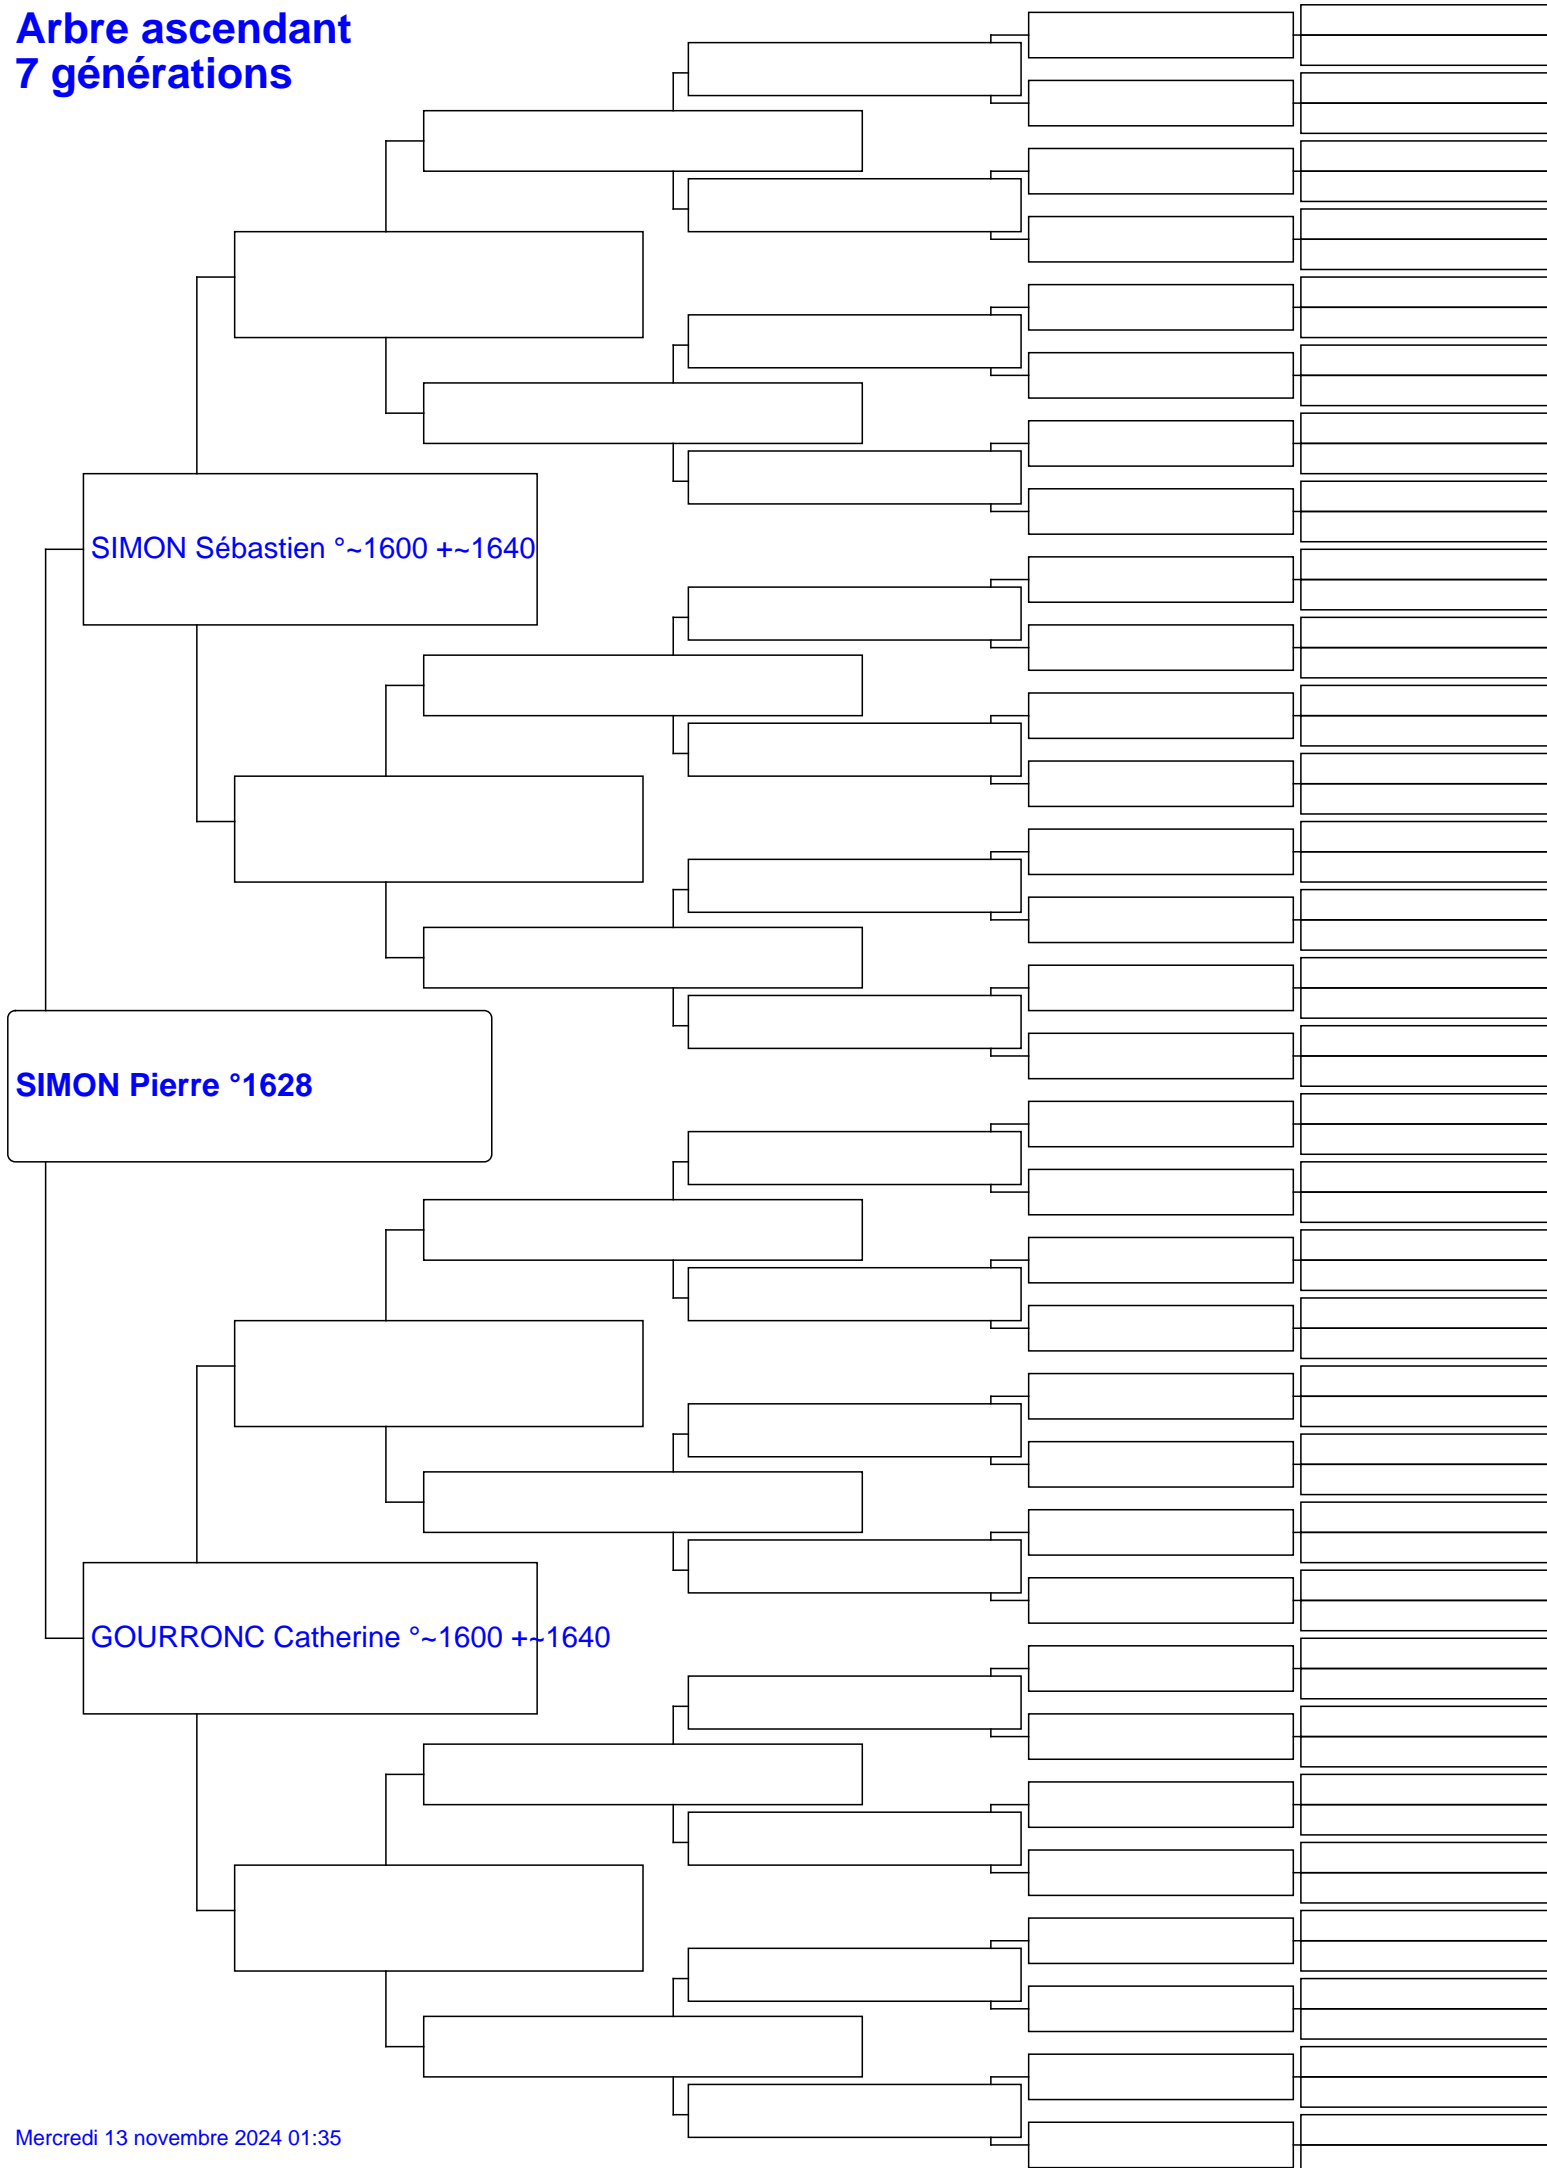 Arbre ascendant
7 générations
SIMON Sébastien °~1600 +~1640
SIMON Pierre °1628
GOURRONC Catherine °~1600 +~1640
Mercredi 13 novembre 2024 01:35